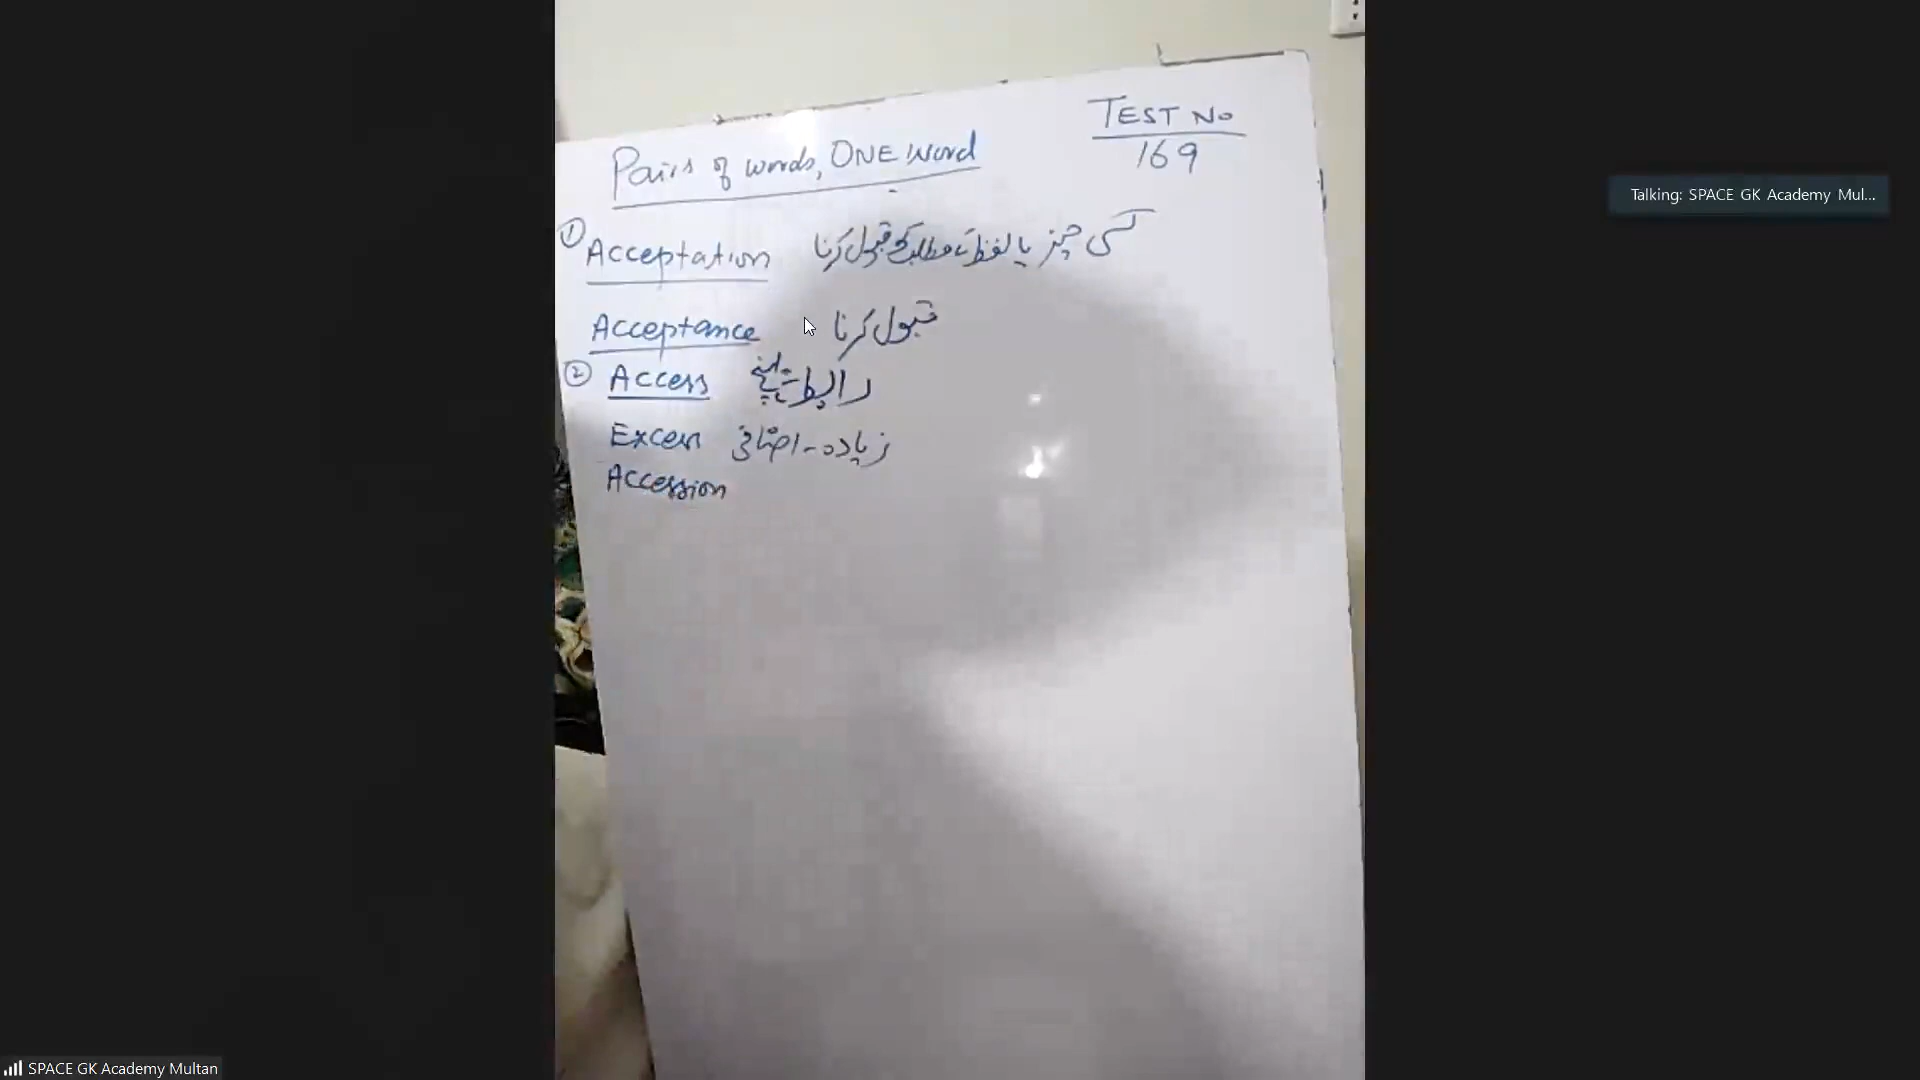 TEST No
169
Pairs of words, ONE Word
① Acceptation کسی چیز یا لفظ کا مطلب قبول کرنا
Acceptance قبول کرنا
② Access رابطہ
Excess زیادہ - اضافی
Accession
Talking: SPACE GK Academy Mul...
SPACE GK Academy Multan